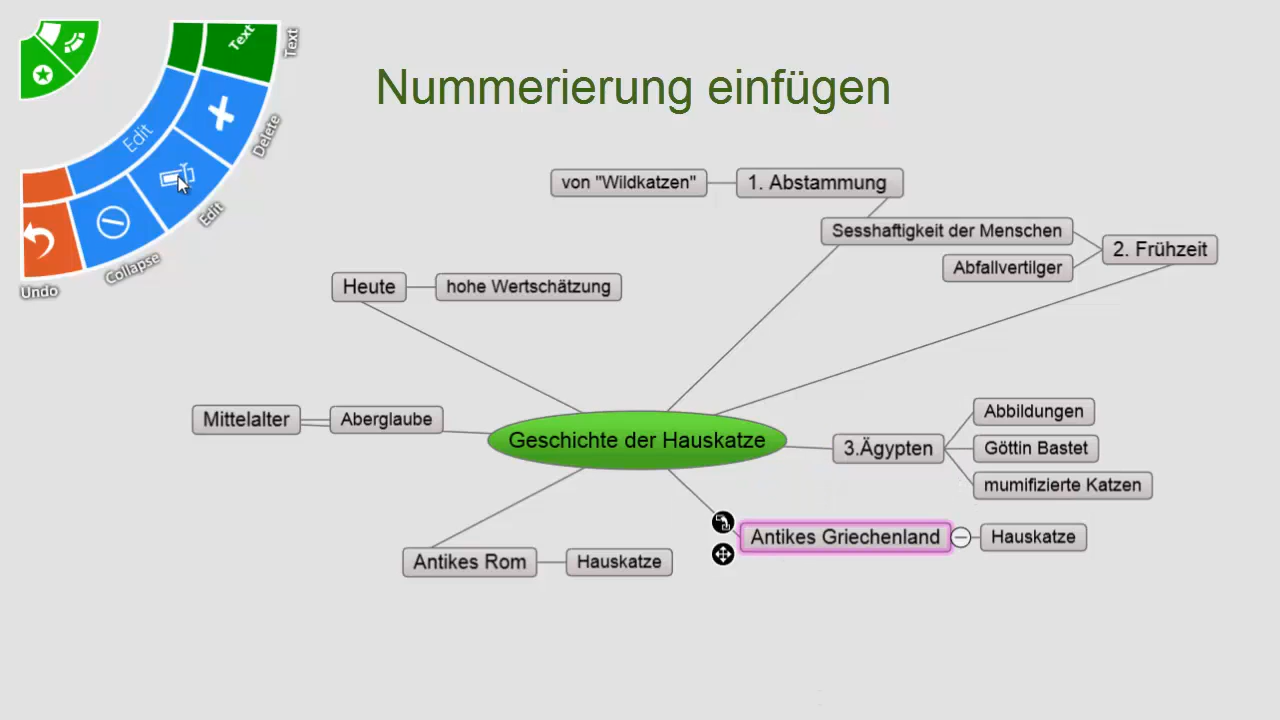 Text
Text
Nummerierung einfügen
Edit
Delete
Edit
Collapse
Undo
von "Wildkatzen"
1. Abstammung
Sesshaftigkeit der Menschen
2. Frühzeit
Abfallvertilger
Heute
hohe Wertschätzung
Mittelalter
Aberglaube
Geschichte der Hauskatze
3.Ägypten
Abbildungen
Göttin Bastet
mumifizierte Katzen
Antikes Griechenland
Hauskatze
Antikes Rom
Hauskatze